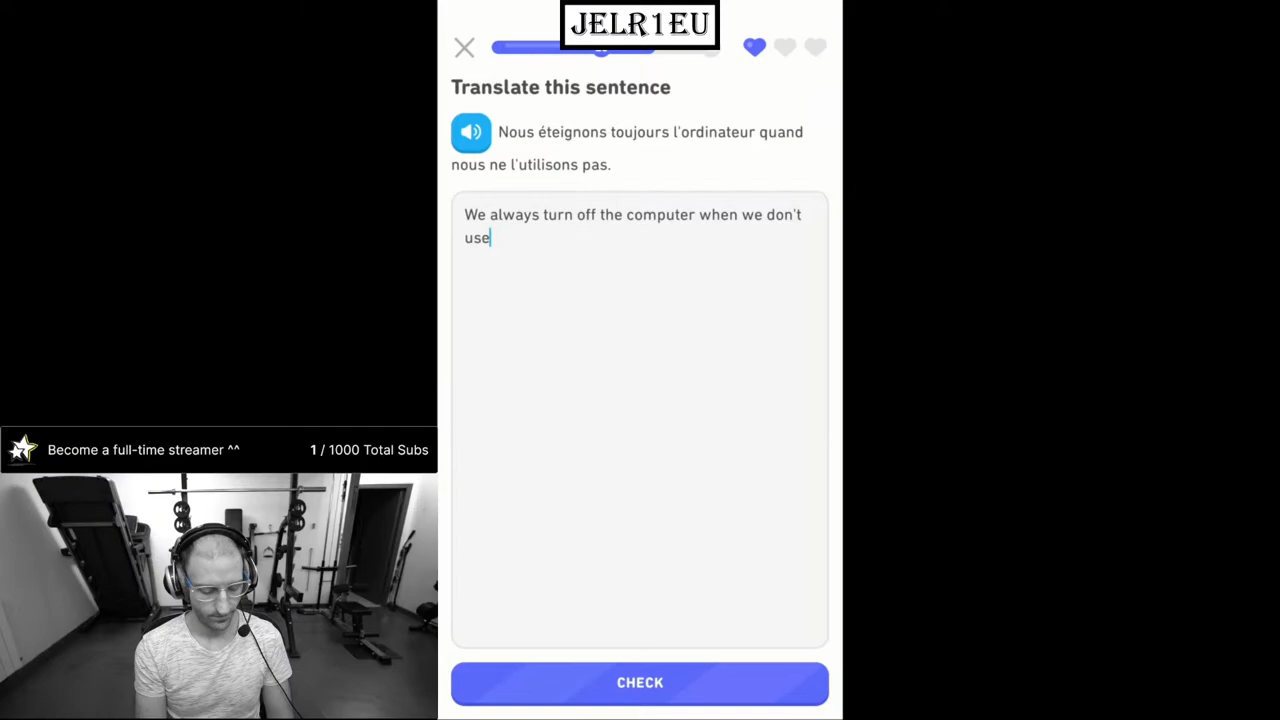 JELR1EU
Translate this sentence
Nous éteignons toujours l'ordinateur quand
nous ne l'utilisons pas.
We always turn off the computer when we don't
use
Become a full-time streamer ^^ 1 / 1000 Total Subs
CHECK